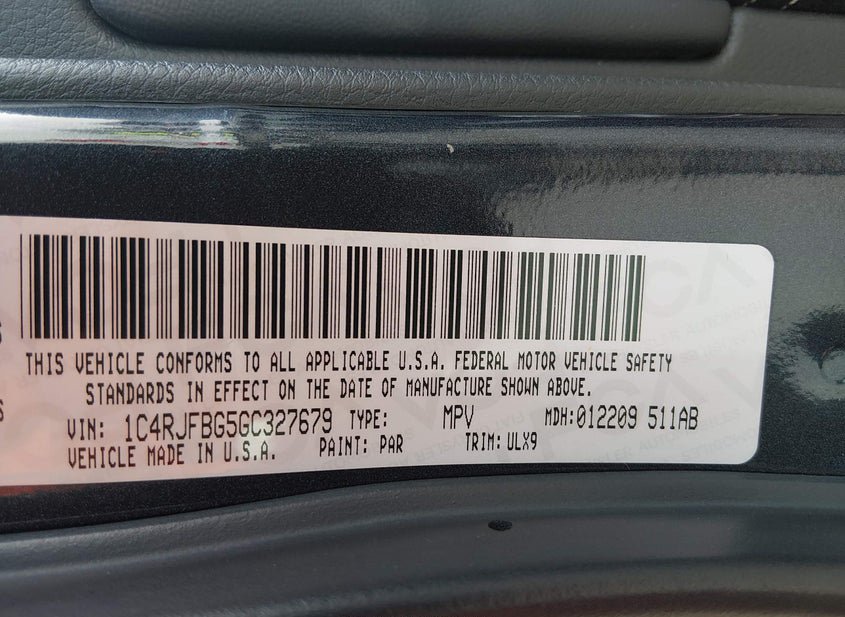 THIS VEHICLE CONFORMS TO ALL APPLICABLE U.S.A. FEDERAL MOTOR VEHICLE SAFETY
STANDARDS IN EFFECT ON THE DATE OF MANUFACTURE SHOWN ABOVE.
VIN: 1C4RJFBG5GC327679 TYPE: MPV MDH:012209 511AB
VEHICLE MADE IN U.S.A. PAINT: PAR TRIM: ULX9